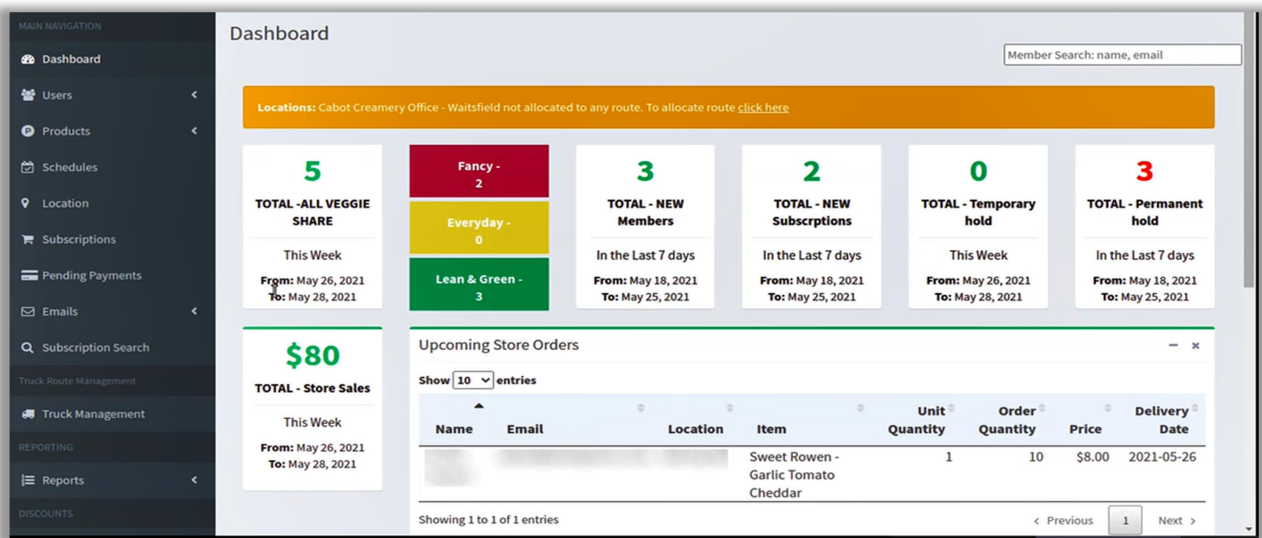 MAIN NAVIGATION
Dashboard
Users
Products
Schedules
Location
Subscriptions
Pending Payments
Emails
Subscription Search
Truck Route Management
Truck Management
REPORTING
Reports
DISCOUNTS
Dashboard
Member Search: name, email
Locations: Cabot Creamery Office - Waitsfield not allocated to any route. To allocate route click here
5
TOTAL -ALL VEGGIE
SHARE
This Week
From: May 26, 2021
To: May 28, 2021
Fancy -
2
Everyday -
0
Lean & Green -
3
3
TOTAL - NEW
Members
In the Last 7 days
From: May 18, 2021
To: May 25, 2021
2
TOTAL - NEW
Subscrptions
In the Last 7 days
From: May 18, 2021
To: May 25, 2021
0
TOTAL - Temporary
hold
This Week
From: May 26, 2021
To: May 28, 2021
3
TOTAL - Permanent
hold
In the Last 7 days
From: May 18, 2021
To: May 25, 2021
$80
TOTAL - Store Sales
This Week
From: May 26, 2021
To: May 28, 2021
Upcoming Store Orders
Show 10 entries
Name Email Location Item Unit Quantity Order Quantity Price Delivery Date
Sweet Rowen - 1 10 $8.00 2021-05-26
Garlic Tomato
Cheddar
Showing 1 to 1 of 1 entries
Previous 1 Next